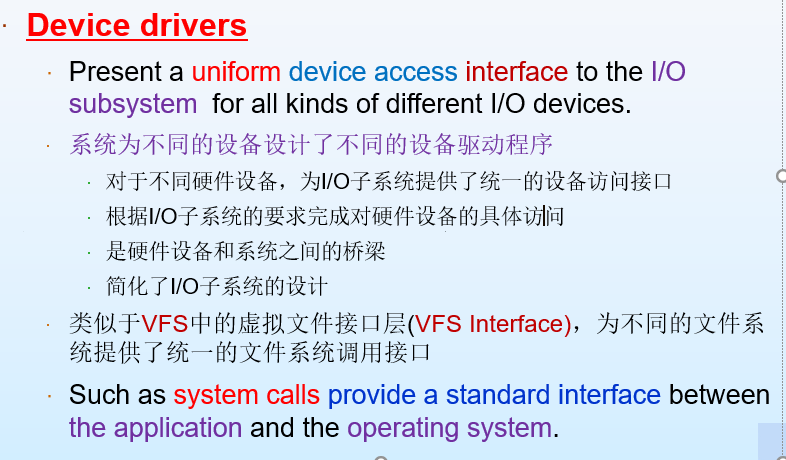 Device drivers
Present a uniform device access interface to the I/O
subsystem for all kinds of different I/O devices.
系统为不同的设备设计了不同的设备驱动程序
对于不同硬件设备，为I/O子系统提供了统一的设备访问接口
根据I/O子系统的要求完成对硬件设备的具体访问
是硬件设备和系统之间的桥梁
简化了I/O子系统的设计
类似于VFS中的虚拟文件接口层(VFS Interface)，为不同的文件系
统提供了统一的文件系统调用接口
Such as system calls provide a standard interface between
the application and the operating system.